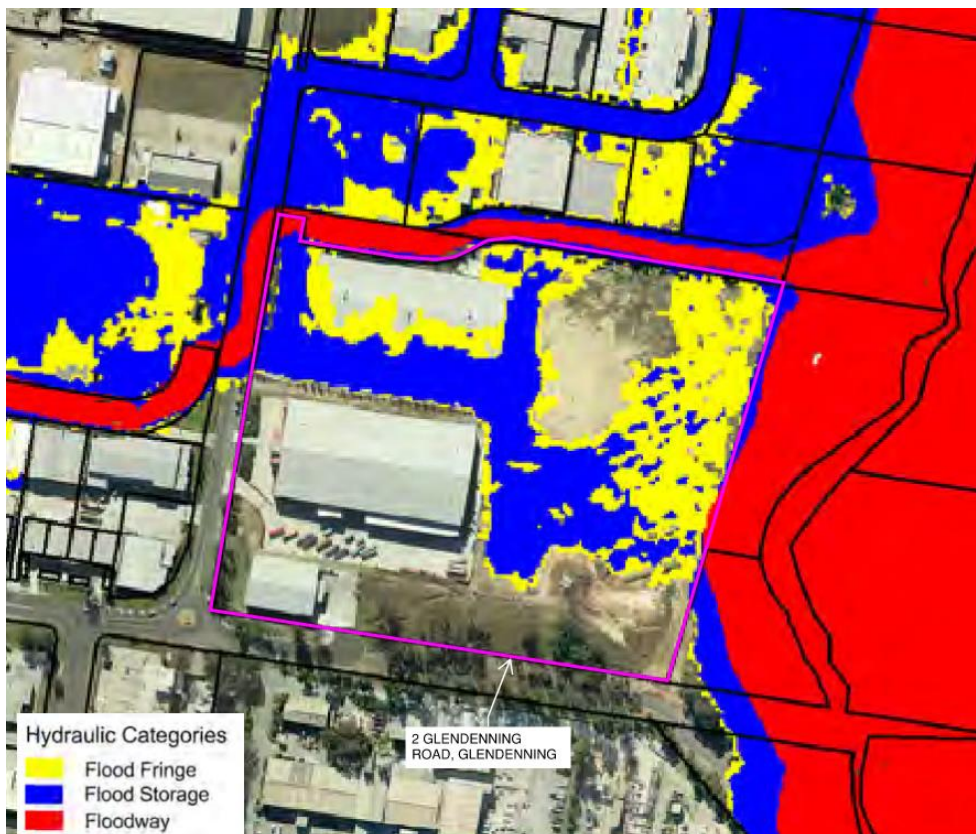 2 GLENDENNING
ROAD, GLENDENNING
Hydraulic Categories
Flood Fringe
Flood Storage
Floodway